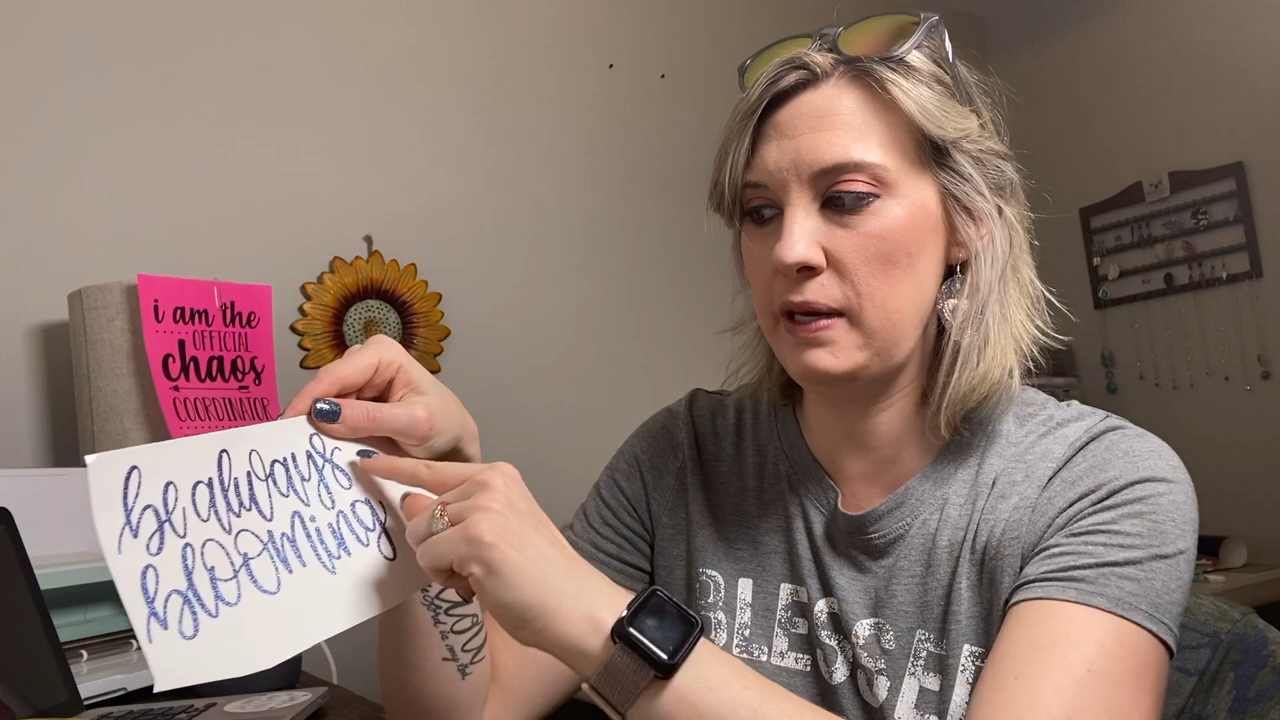 i am the
OFFICIAL
chaos
COORDINATOR
be always
blooming
BLESSED